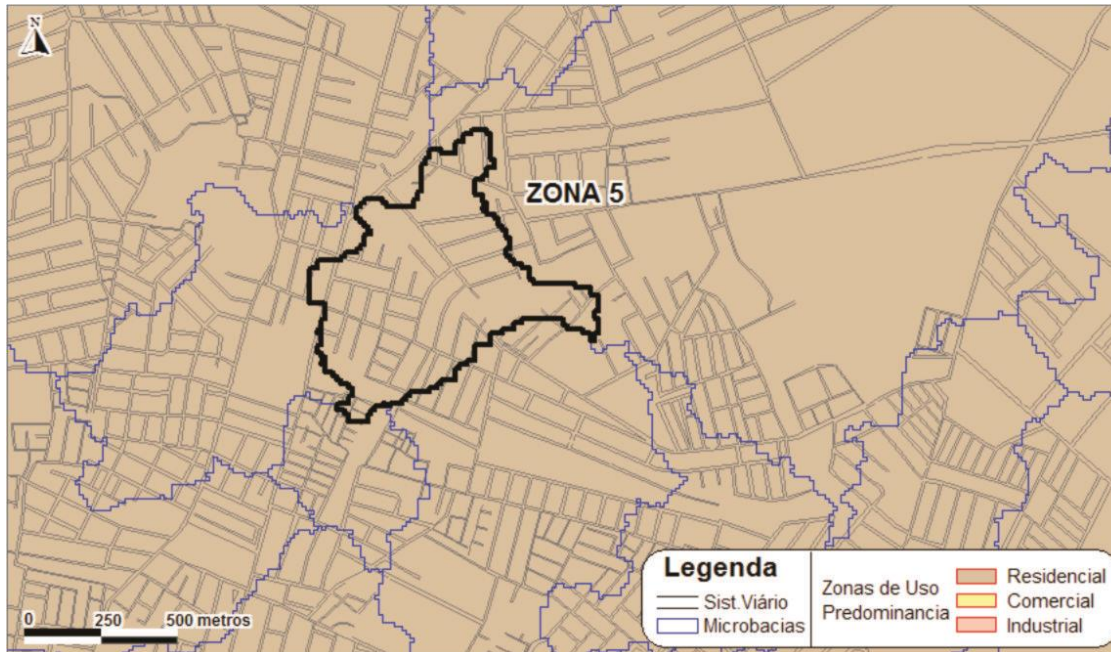 N
ZONA 5
Legenda
Sist.Viário
Microbacias
Zonas de Uso
Predominancia
Residencial
Comercial
Industrial
0 250 500 metros